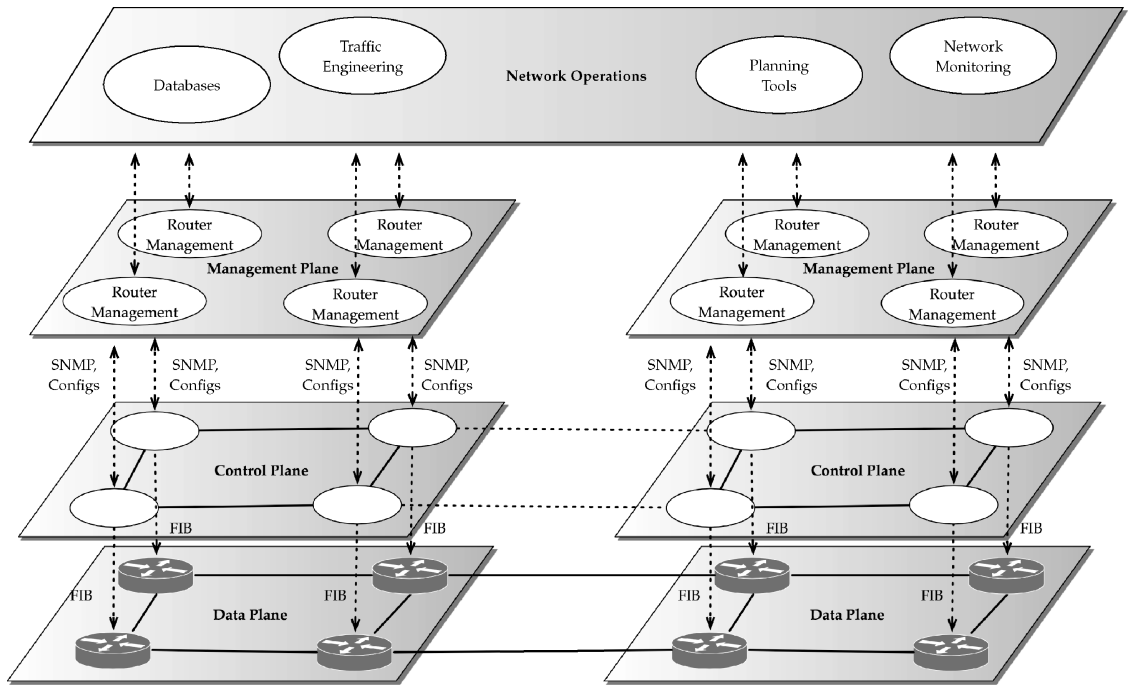 Databases
Traffic
Engineering
Network Operations
Planning
Tools
Network
Monitoring
Router
Management
Router
Management
Management Plane
Router
Management
Router
Management
Router
Management
Router
Management
Management Plane
Router
Management
Router
Management
SNMP,
Configs
SNMP,
Configs
SNMP,
Configs
SNMP,
Configs
SNMP,
Configs
SNMP,
Configs
SNMP,
Configs
SNMP,
Configs
Control Plane
Control Plane
FIB
FIB
FIB
FIB
FIB
FIB
FIB
FIB
Data Plane
Data Plane